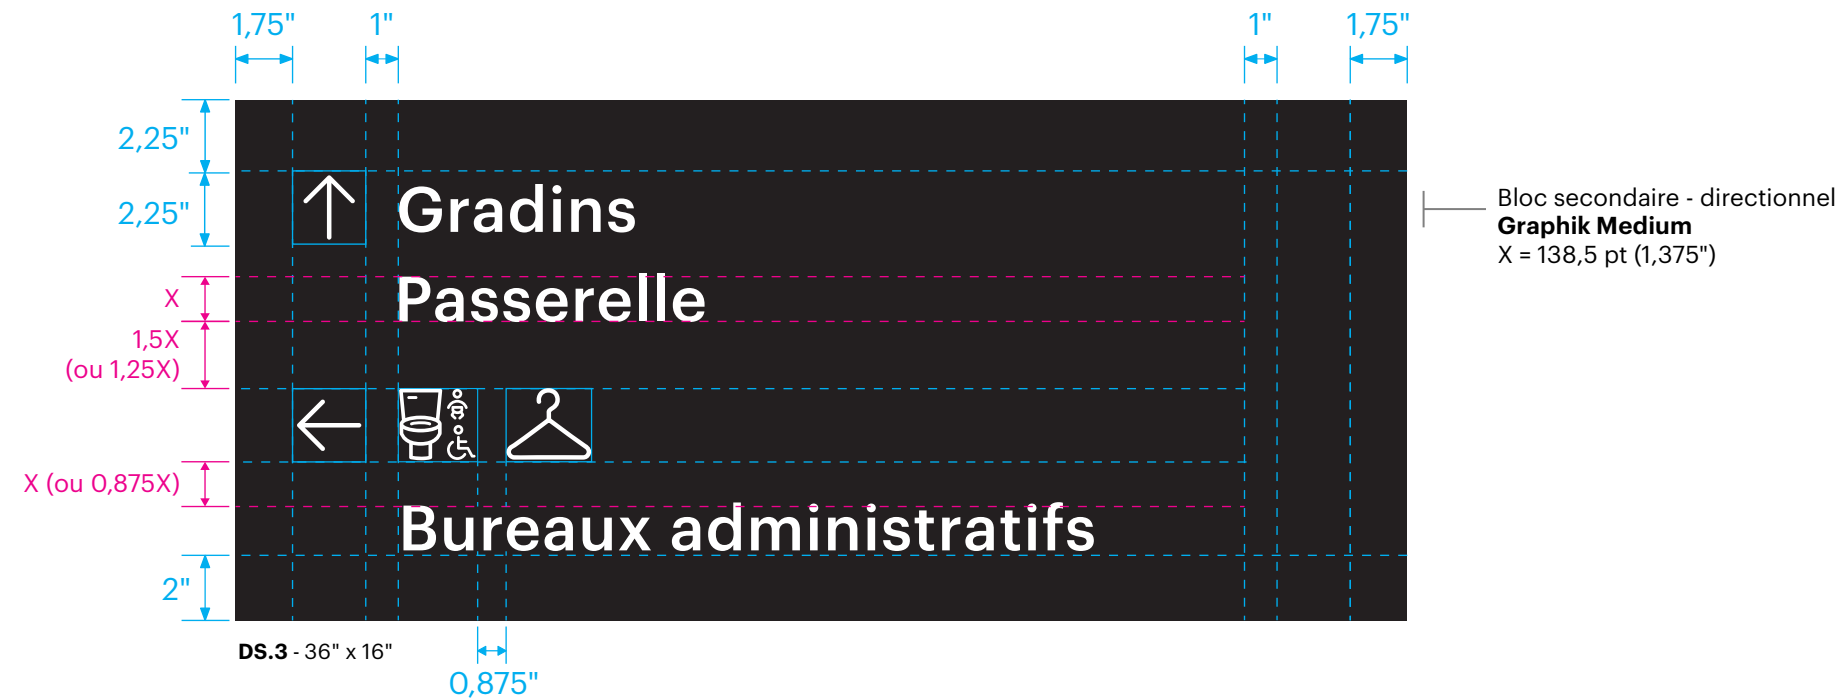 1,75" 1" 1" 1,75"
2,25"
2,25"
Gradins
Bloc secondaire - directionnel
Graphik Medium
X = 138,5 pt (1,375")
X
Passerelle
1,5X
(ou 1,25X)
X (ou 0,875X)
Bureaux administratifs
2"
DS.3 - 36" x 16"
0,875"